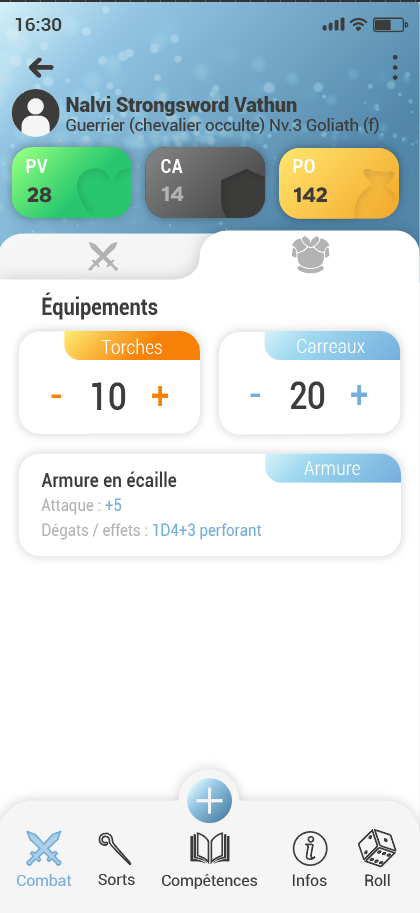 16:30
Nalvi Strongsword Vathun
Guerrier (chevalier occulte) Nv.3 Goliath (f)
PV CA PO
28 14 142
Équipements
Torches Carreaux
- 10 + - 20 +
Armure
Armure en écaille
Attaque : +5
Dégats / effets : 1D4+3 perforant
+
Combat Sorts Compétences Infos Roll